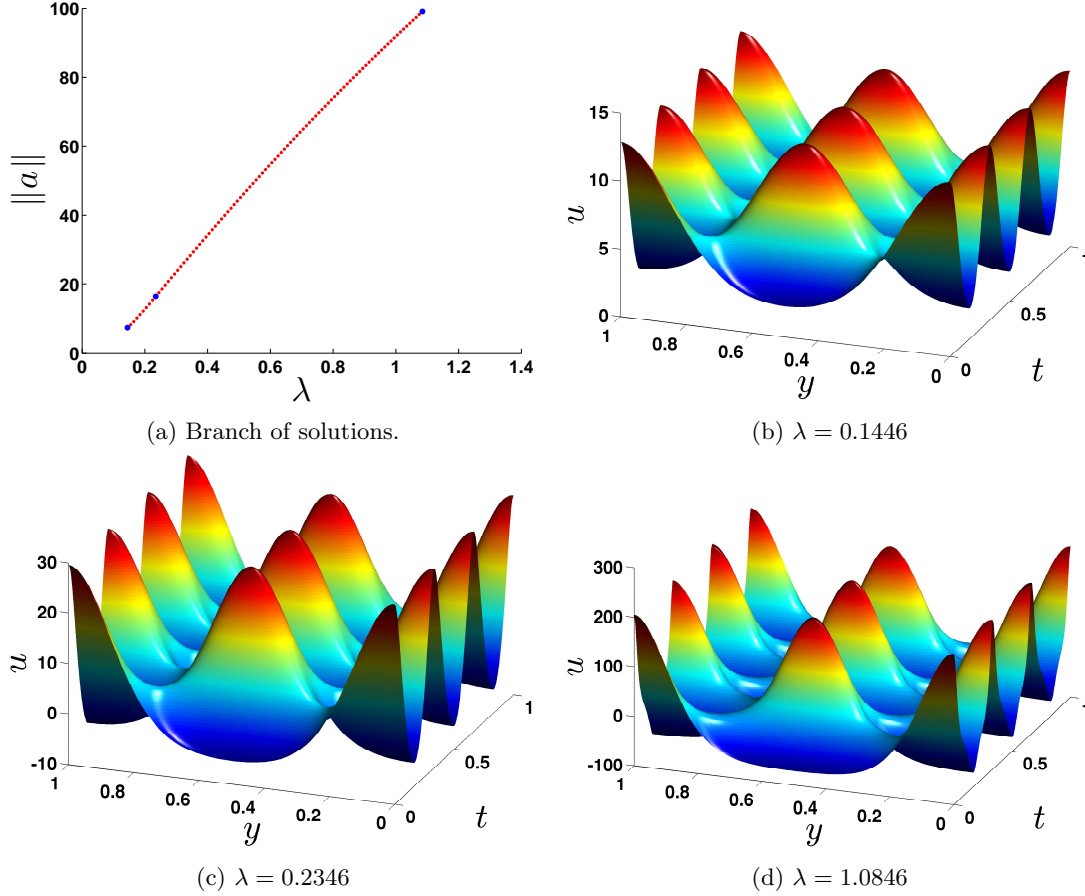 100
80
60
40
20
0
‖a‖
0 0.2 0.4 0.6 0.8 1 1.2 1.4
λ
(a) Branch of solutions.
15
10
5
0
u
1 0.8 0.6 0.4 0.2 0
y
0 0.5 1
t
(b) λ = 0.1446
30
20
10
0
-10
u
1 0.8 0.6 0.4 0.2 0
y
0 0.5 1
t
(c) λ = 0.2346
300
200
100
0
-100
u
1 0.8 0.6 0.4 0.2 0
y
0 0.5 1
t
(d) λ = 1.0846